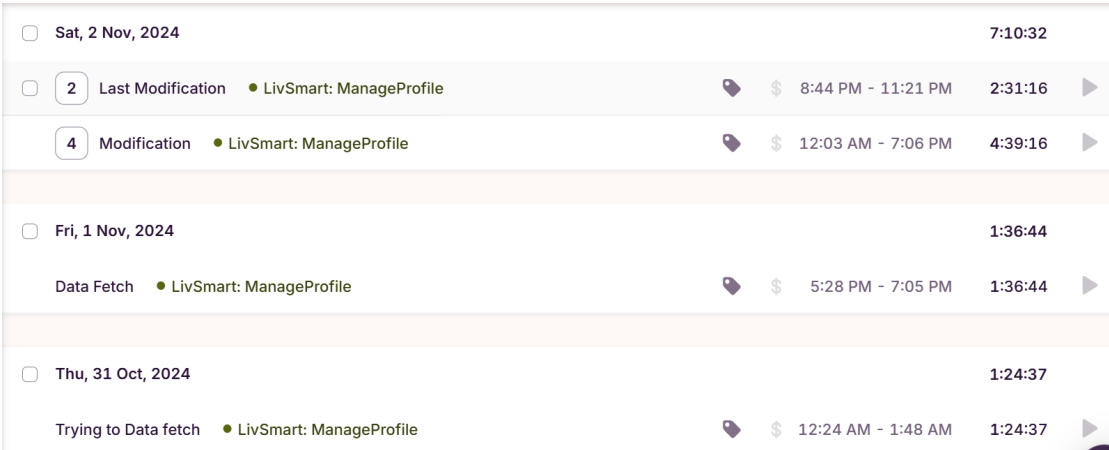 Sat, 2 Nov, 2024 7:10:32
2 Last Modification • LivSmart: ManageProfile $ 8:44 PM - 11:21 PM 2:31:16
4 Modification • LivSmart: ManageProfile $ 12:03 AM - 7:06 PM 4:39:16
Fri, 1 Nov, 2024 1:36:44
Data Fetch • LivSmart: ManageProfile $ 5:28 PM - 7:05 PM 1:36:44
Thu, 31 Oct, 2024 1:24:37
Trying to Data fetch • LivSmart: ManageProfile $ 12:24 AM - 1:48 AM 1:24:37